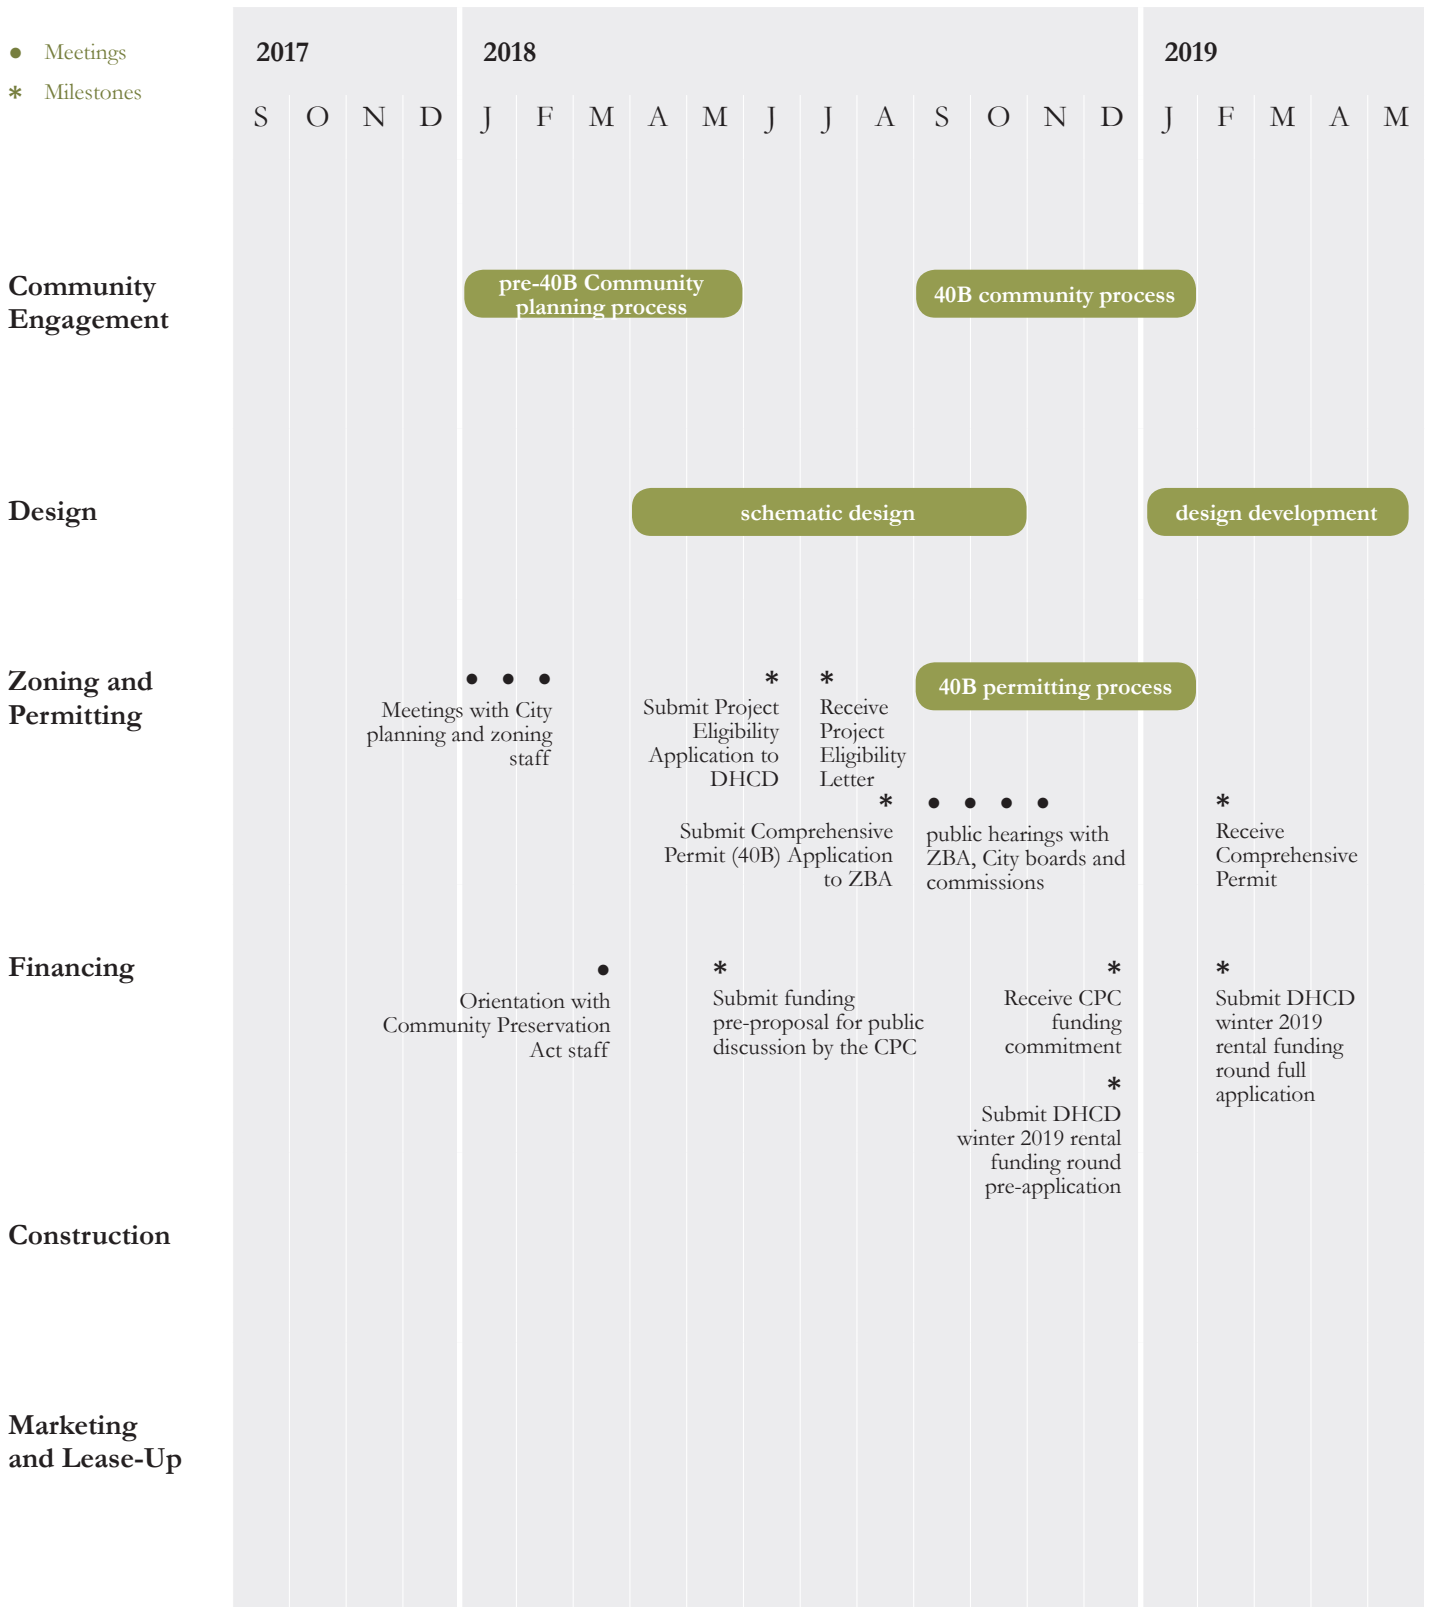 • Meetings
* Milestones
2017 2018 2019
S O N D J F M A M J J A S O N D J F M A M
Community
Engagement
pre-40B Community
planning process
40B community process
Design
schematic design
design development
Zoning and
Permitting
• • •
Meetings with City
planning and zoning
staff
*
Submit Project
Eligibility
Application to
DHCD
*
Receive
Project
Eligibility
Letter
40B permitting process
*
Submit Comprehensive
Permit (40B) Application
to ZBA
• • • •
public hearings with
ZBA, City boards and
commissions
*
Receive
Comprehensive
Permit
Financing
•
Orientation with
Community Preservation
Act staff
*
Submit funding
pre-proposal for public
discussion by the CPC
*
Receive CPC
funding
commitment
*
Submit DHCD
winter 2019 rental
funding round
pre-application
*
Submit DHCD
winter 2019
rental funding
round full
application
Construction
Marketing
and Lease-Up